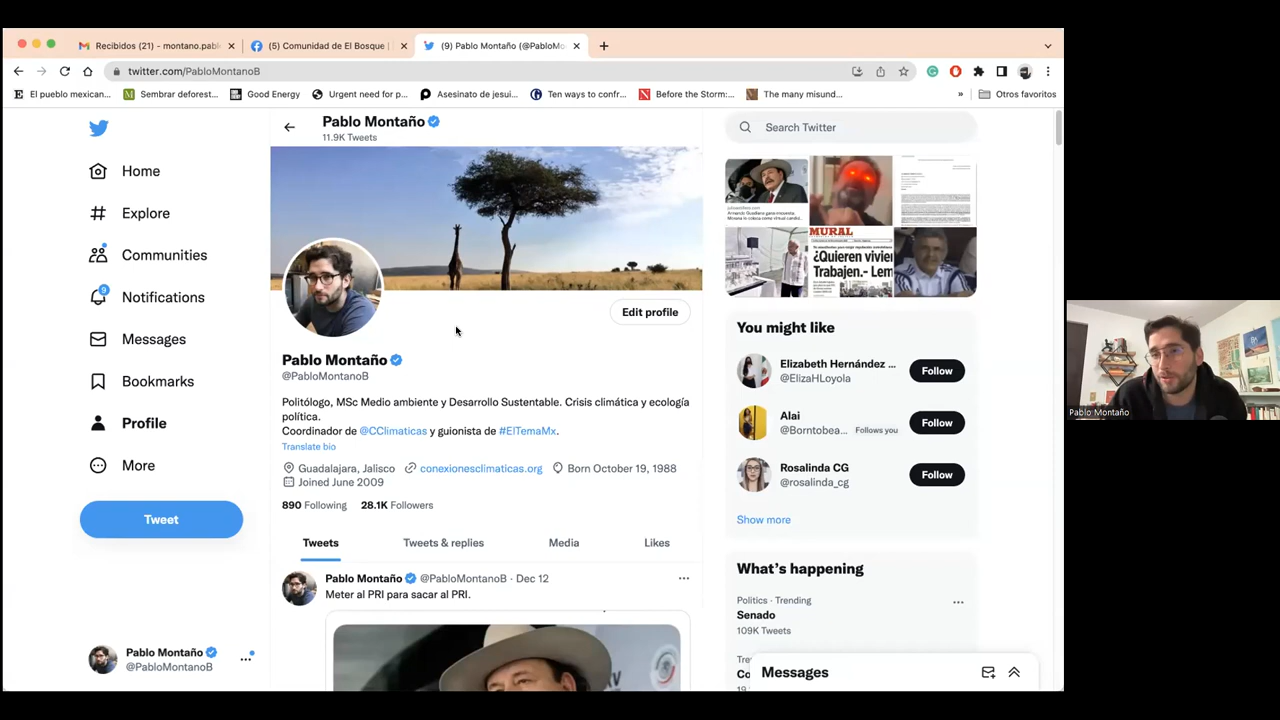 Recibidos (21) - montano.pabl
(5) Comunidad de El Bosque |
(9) Pablo Montaño (@PabloMo
twitter.com/PabloMontanoB
El pueblo mexican...
Sembrar deforest...
Good Energy
Urgent need for p...
Asesinato de jesui...
Ten ways to confr...
Before the Storm:...
The many misund...
»
Otros favoritos
Home
Explore
Communities
9
Notifications
Messages
Bookmarks
Profile
More
Tweet
Pablo Montaño
@PabloMontanoB
Pablo Montaño
11.9K Tweets
Edit profile
Pablo Montaño
@PabloMontanoB
Politólogo, MSc Medio ambiente y Desarrollo Sustentable. Crisis climática y ecología
política.
Coordinador de @CClimaticas y guionista de #ElTemaMx.
Translate bio
Guadalajara, Jalisco conexionesclimaticas.org Born October 19, 1988
Joined June 2009
890 Following 28.1K Followers
Tweets Tweets & replies Media Likes
Pablo Montaño @PabloMontanoB · Dec 12
Meter al PRI para sacar al PRI.
Search Twitter
MURAL
¿Quieren vivien
Trabajen.- Lem
You might like
Elizabeth Hernández ...
@ElizaHLoyola
Follow
Alai
@Borntobea... Follows you
Follow
Rosalinda CG
@rosalinda_cg
Follow
Show more
What's happening
Politics · Trending
Senado
109K Tweets
Tre
Co
19
Messages
Pablo Montaño